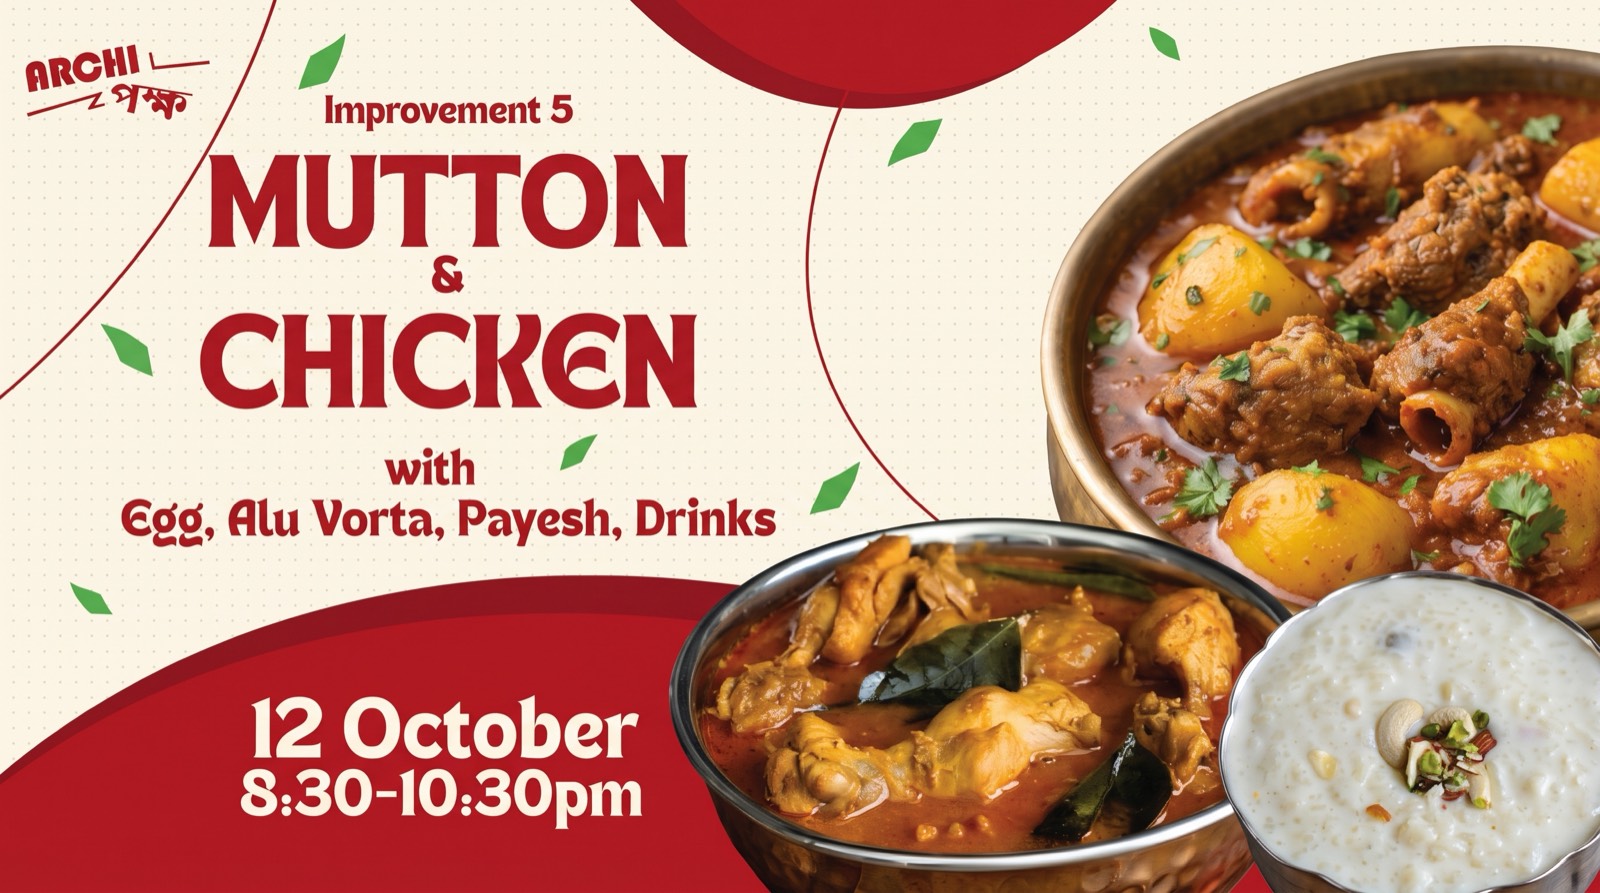 ARCHI
পক্ষ
Improvement 5
MUTTON
&
CHICKEN
with
Egg, Alu Vorta, Payesh, Drinks
12 October
8:30-10:30pm